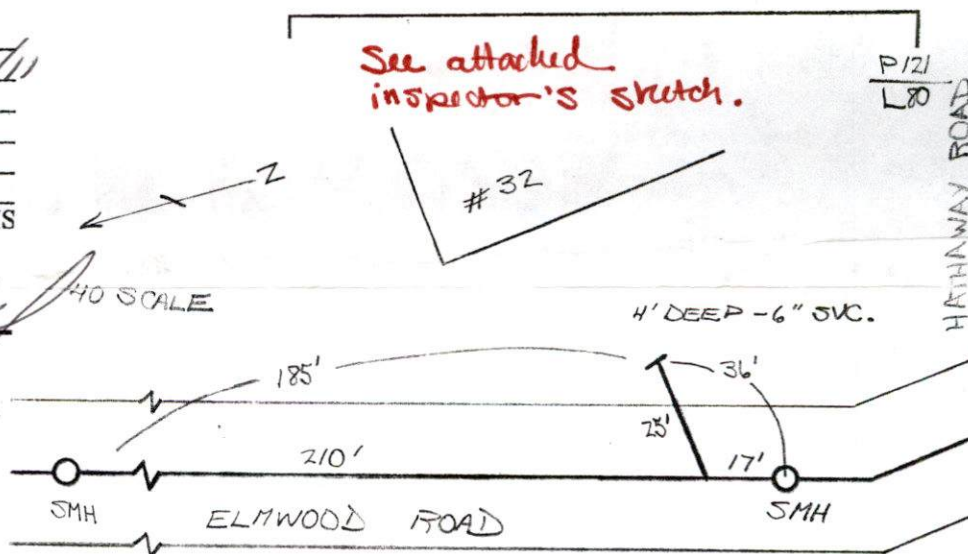 See attached
inspector's sketch.
P121
L80
HATHAWAY ROAD
N
#32
S
40 SCALE
4' DEEP - 6" SVC.
185'
36'
25'
210'
17'
SMH
SMH
ELMWOOD ROAD